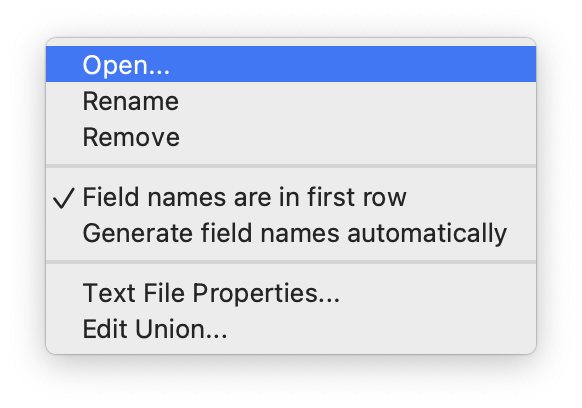 Open...
Rename
Remove
✓ Field names are in first row
Generate field names automatically
Text File Properties...
Edit Union...